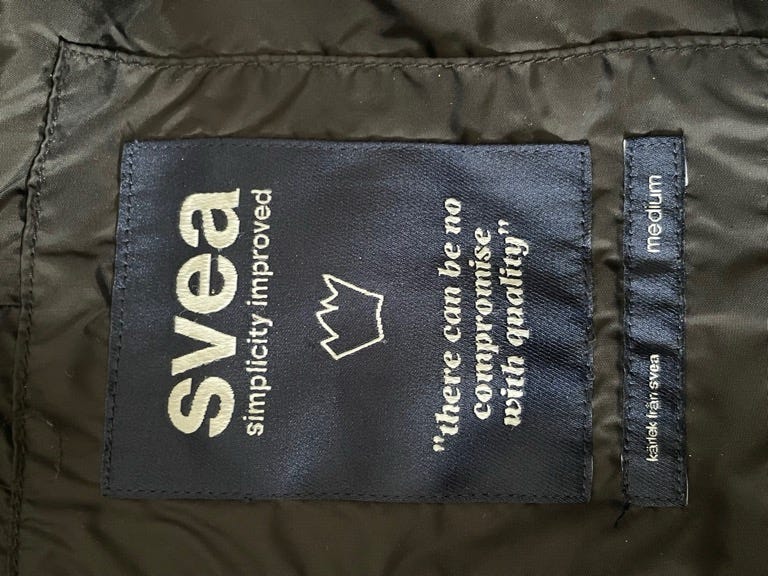 svea
simplicity improved
"there can be no
compromise
with quality"
kärlek från svea
medium